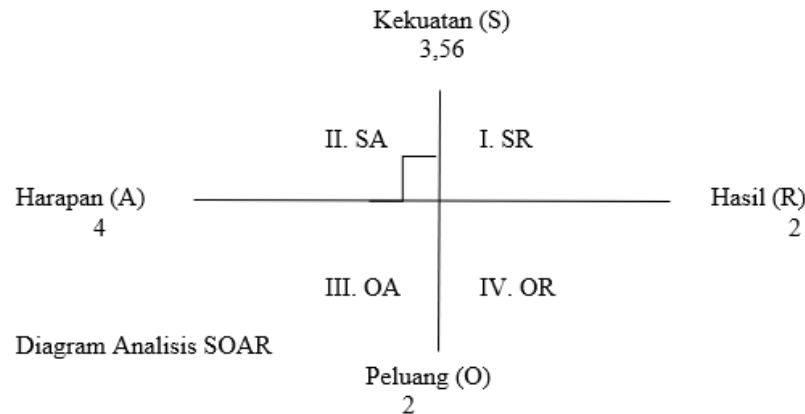 Kekuatan (S)
3,56
II. SA
I. SR
Harapan (A)
4
Hasil (R)
2
III. OA
IV. OR
Diagram Analisis SOAR
Peluang (O)
2